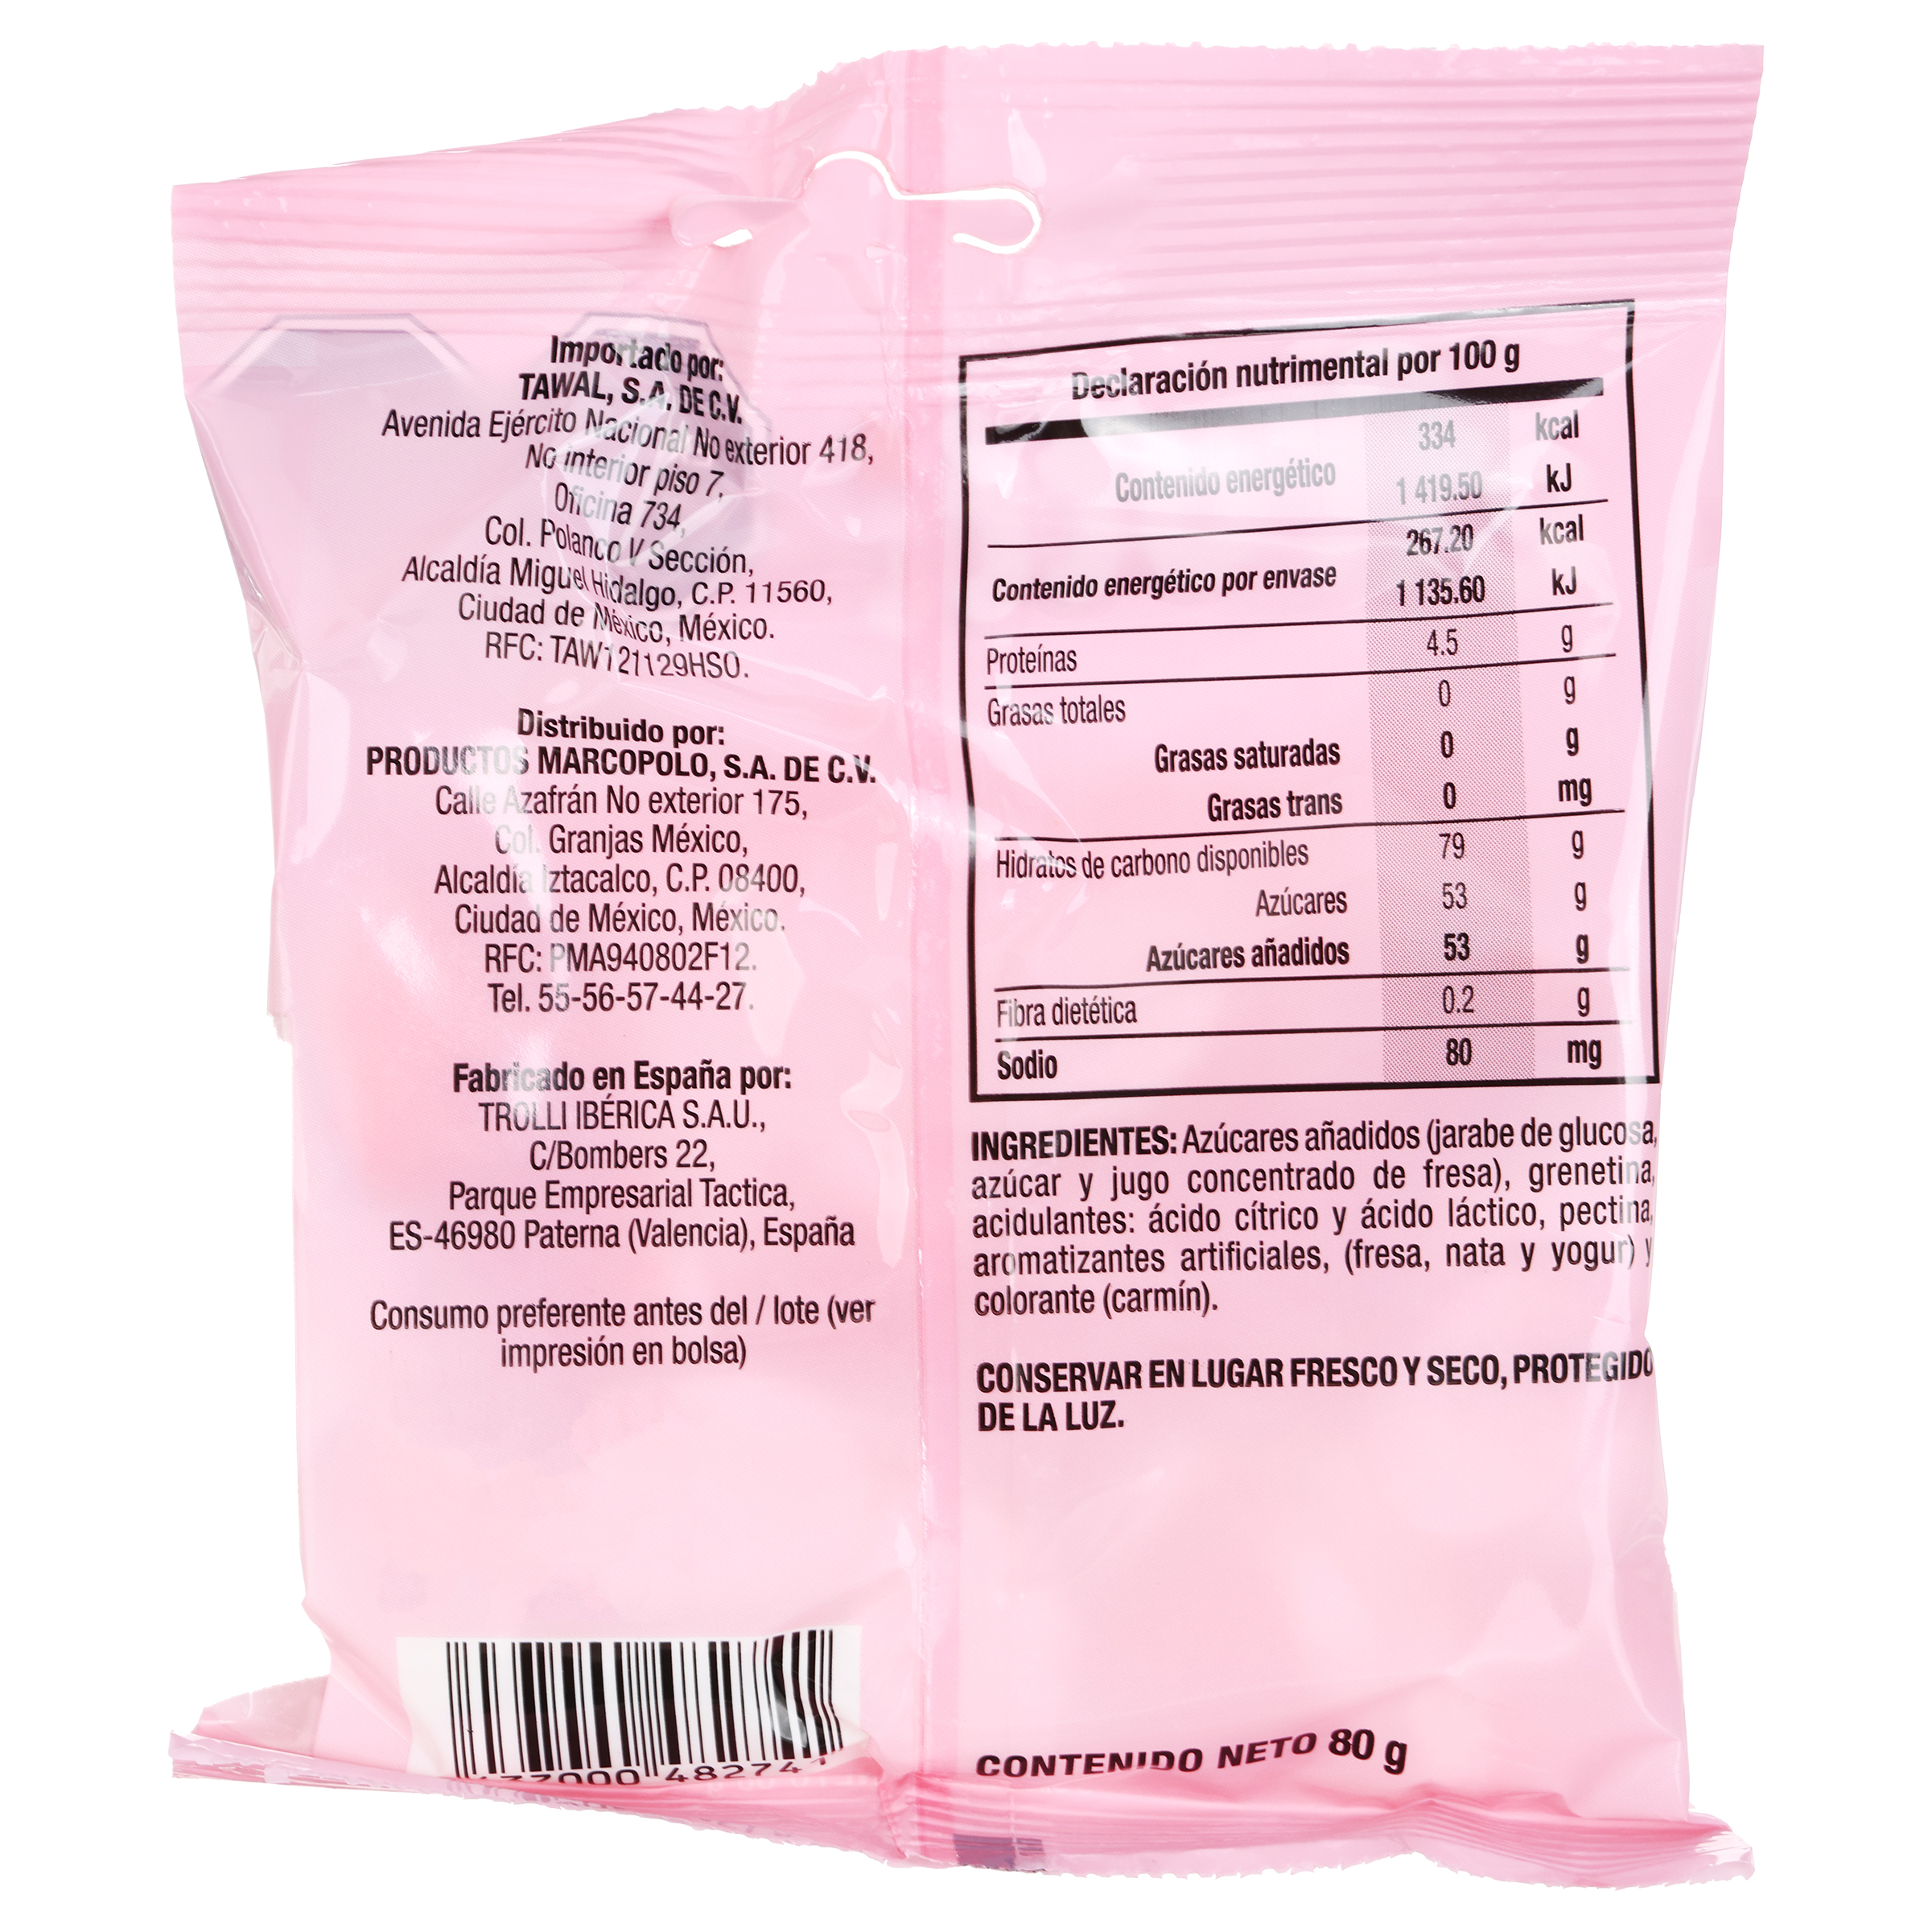 Importado por:
TAWAL, S.A. DE C.V.
Avenida Ejército Nacional No exterior 418,
No interior piso 7,
Oficina 734,
Col. Polanco V Sección,
Alcaldía Miguel Hidalgo, C.P. 11560,
Ciudad de México, México.
RFC: TAW121129HS0.
Distribuido por:
PRODUCTOS MARCOPOLO, S.A. DE C.V.
Calle Azafrán No exterior 175,
Col. Granjas México,
Alcaldía Iztacalco, C.P. 08400,
Ciudad de México, México.
RFC: PMA940802F12.
Tel. 55-56-57-44-27.
Fabricado en España por:
TROLLI IBÉRICA S.A.U.,
C/Bombers 22,
Parque Empresarial Tactica,
ES-46980 Paterna (Valencia), España
Consumo preferente antes del / lote (ver
impresión en bolsa)
482741
Declaración nutrimental por 100 g
Contenido energético 334 kcal
1 419.50 kJ
Contenido energético por envase 267.20 kcal
1 135.60 kJ
Proteínas 4.5 g
Grasas totales 0 g
Grasas saturadas 0 g
Grasas trans 0 mg
Hidratos de carbono disponibles 79 g
Azúcares 53 g
Azúcares añadidos 53 g
Fibra dietética 0.2 g
Sodio 80 mg
INGREDIENTES: Azúcares añadidos (jarabe de glucosa,
azúcar y jugo concentrado de fresa), grenetina,
acidulantes: ácido cítrico y ácido láctico, pectina,
aromatizantes artificiales, (fresa, nata y yogur) y
colorante (carmín).
CONSERVAR EN LUGAR FRESCO Y SECO, PROTEGIDO
DE LA LUZ.
CONTENIDO NETO 80 g